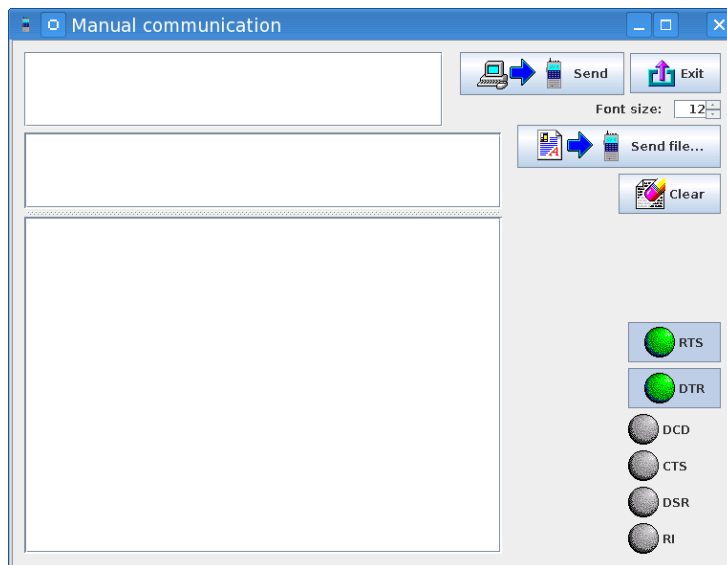 Manual communication
Send
Exit
Font size: 12
Send file...
Clear
RTS
DTR
DCD
CTS
DSR
RI